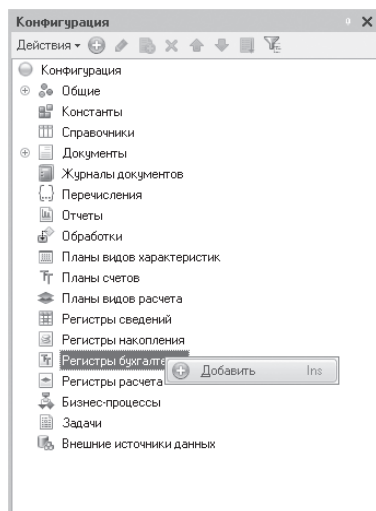 Конфигурация
Действия
Конфигурация
Общие
Константы
Справочники
Документы
Журналы документов
Перечисления
Отчеты
Обработки
Планы видов характеристик
Планы счетов
Планы видов расчета
Регистры сведений
Регистры накопления
Регистры бухгалте
Добавить Ins
Регистры расчета
Бизнес-процессы
Задачи
Внешние источники данных